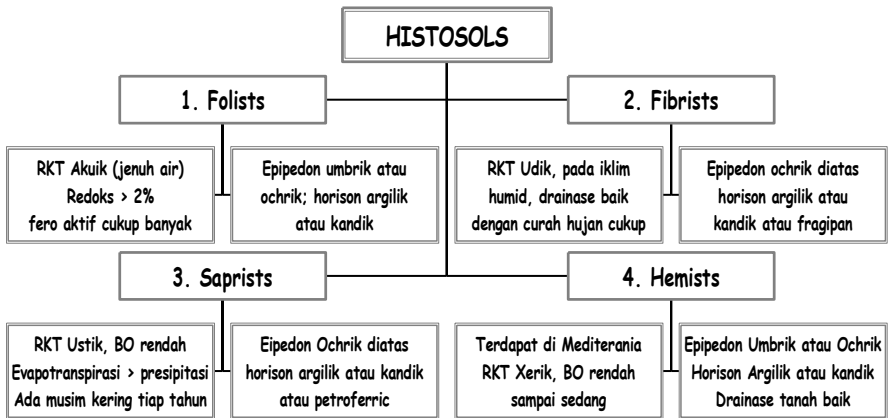 HISTOSOLS
1. Folists
2. Fibrists
RKT Akuik (jenuh air)
Redoks > 2%
fero aktif cukup banyak
Epipedon umbrik atau
ochrik; horison argilik
atau kandik
RKT Udik, pada iklim
humid, drainase baik
dengan curah hujan cukup
Epipedon ochrik diatas
horison argilik atau
kandik atau fragipan
3. Saprists
4. Hemists
RKT Ustik, BO rendah
Evapotranspirasi > presipitasi
Ada musim kering tiap tahun
Eipedon Ochrik diatas
horison argilik atau kandik
atau petroferric
Terdapat di Mediterania
RKT Xerik, BO rendah
sampai sedang
Epipedon Umbrik atau Ochrik
Horison Argilik atau kandik
Drainase tanah baik